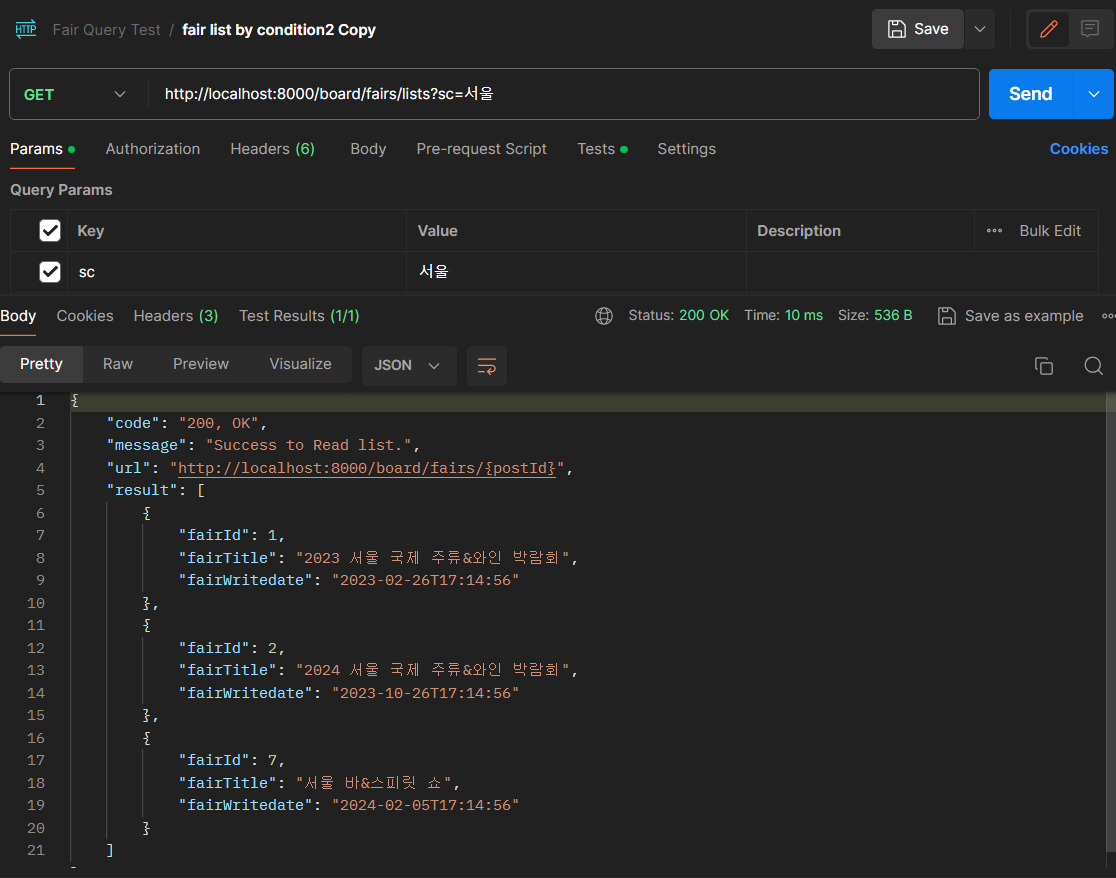 HTTP Fair Query Test / fair list by condition2 Copy Save
GET http://localhost:8000/board/fairs/lists?sc=서울 Send
Params Authorization Headers (6) Body Pre-request Script Tests Settings Cookies
Query Params
Key Value Description Bulk Edit
sc 서울
Body Cookies Headers (3) Test Results (1/1) Status: 200 OK Time: 10 ms Size: 536 B Save as example
Pretty Raw Preview Visualize JSON
1 {
2 "code": "200, OK",
3 "message": "Success to Read list.",
4 "url": "http://localhost:8000/board/fairs/{postId}",
5 "result": [
6 {
7 "fairId": 1,
8 "fairTitle": "2023 서울 국제 주류&와인 박람회",
9 "fairWritedate": "2023-02-26T17:14:56"
10 },
11 {
12 "fairId": 2,
13 "fairTitle": "2024 서울 국제 주류&와인 박람회",
14 "fairWritedate": "2023-10-26T17:14:56"
15 },
16 {
17 "fairId": 7,
18 "fairTitle": "서울 바&스피릿 쇼",
19 "fairWritedate": "2024-02-05T17:14:56"
20 }
21 ]